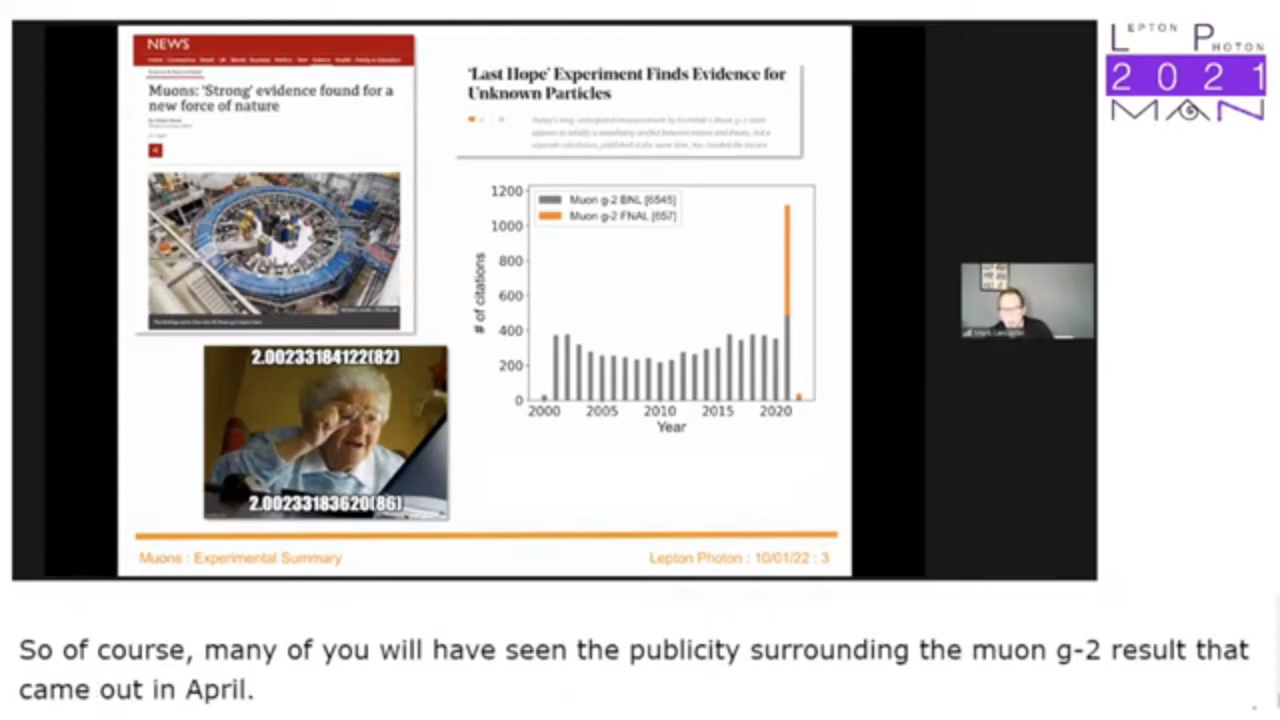 NEWS
Muons: 'Strong' evidence found for a
new force of nature
'Last Hope' Experiment Finds Evidence for
Unknown Particles
LEPTON PHOTON
2021
MAN
1200
1000
800
600
400
200
0
# of citations
Muon g-2 BNL [6545]
Muon g-2 FNAL [657]
2000 2005 2010 2015 2020
Year
2.00233184122(82)
2.00233183620(86)
Muons : Experimental Summary
Lepton Photon : 10/01/22 : 3
So of course, many of you will have seen the publicity surrounding the muon g-2 result that
came out in April.